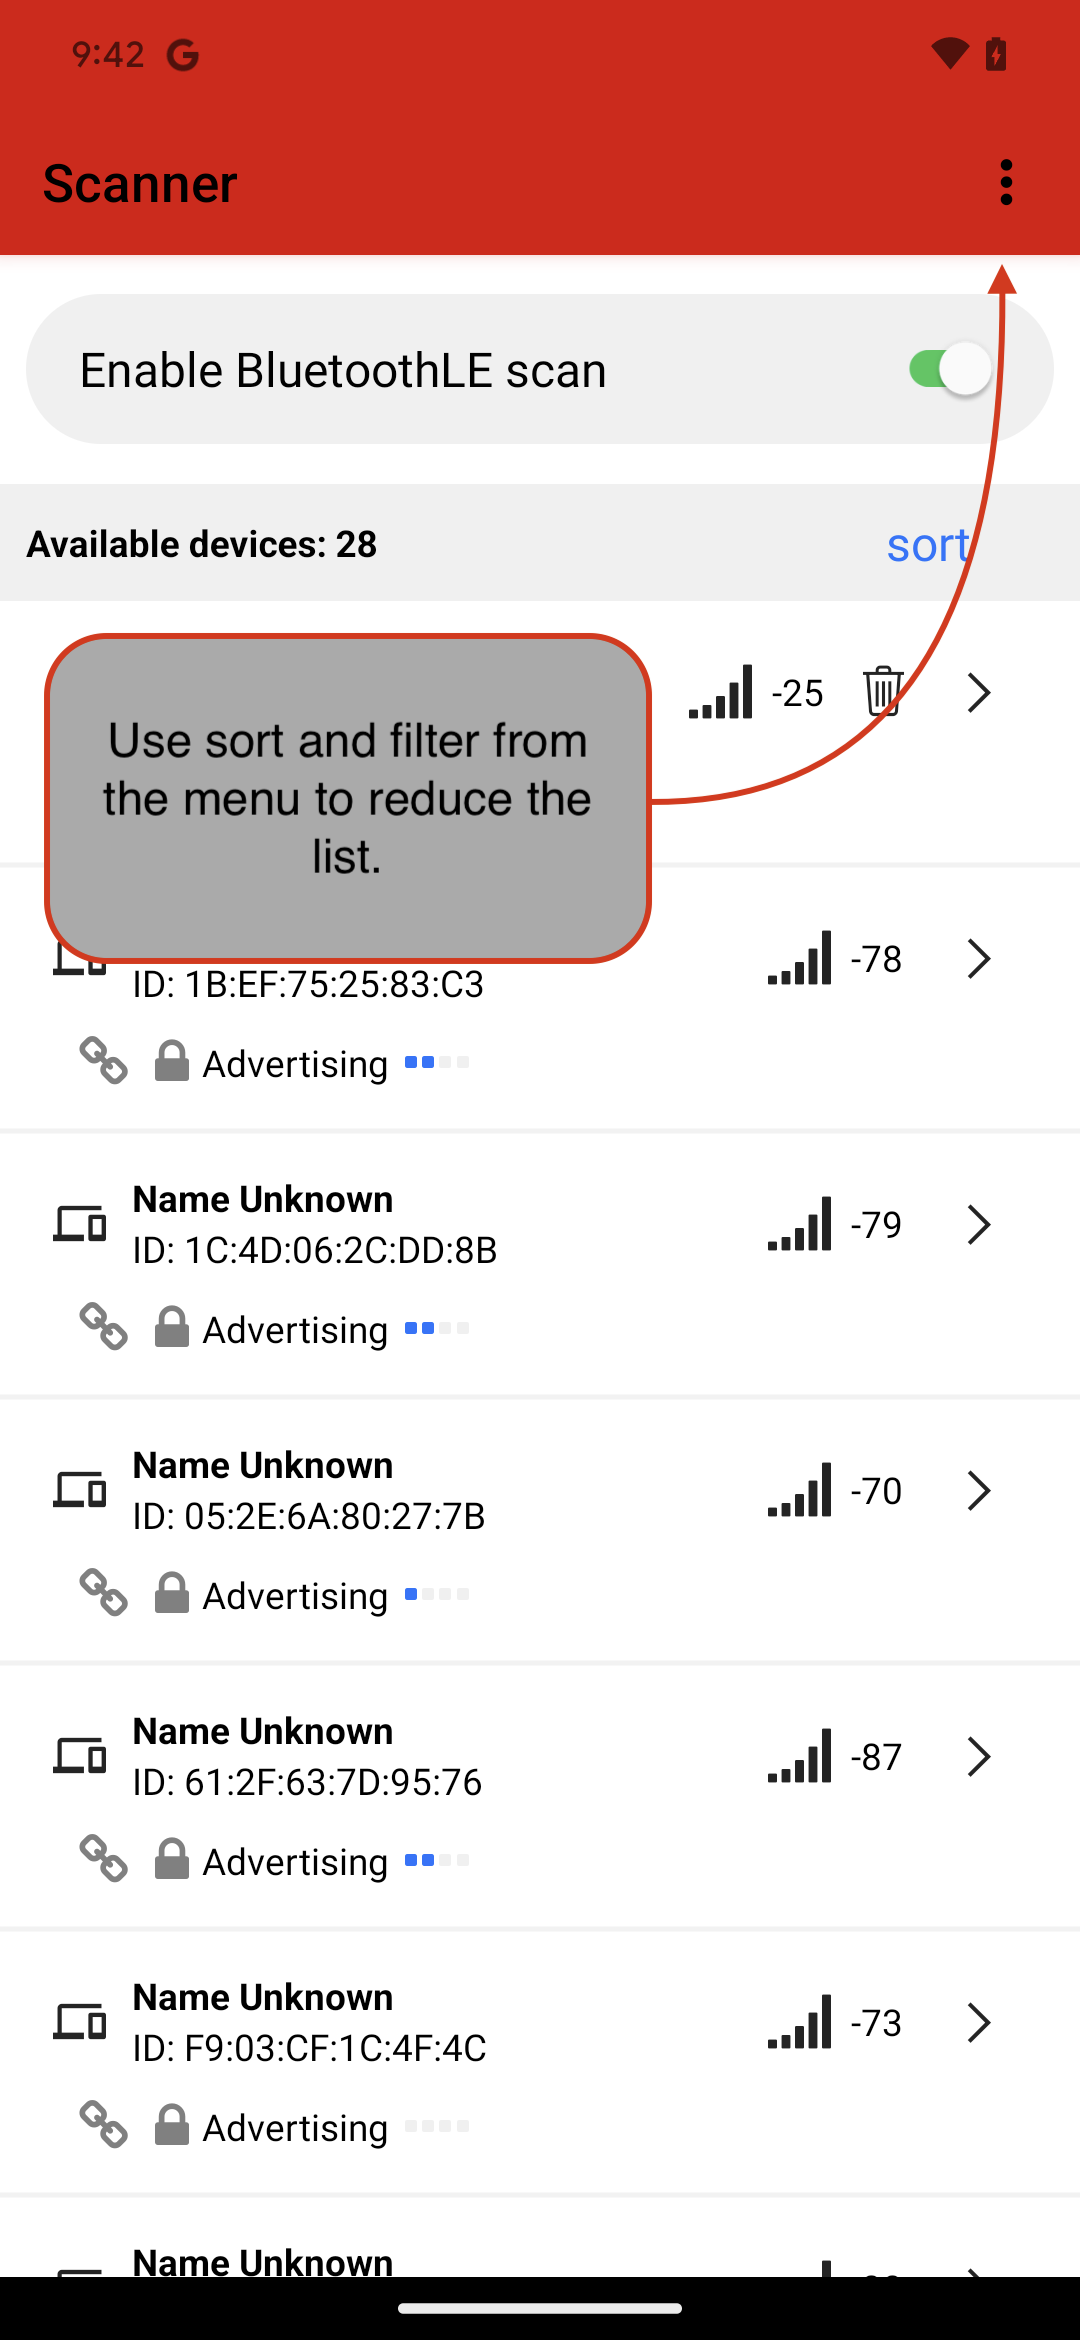 9:42 G
Scanner
Enable BluetoothLE scan
Available devices: 28 sort
-25
Use sort and filter from
the menu to reduce the
list.
-78
ID: 1B:EF:75:25:83:C3
Advertising
Name Unknown
-79
ID: 1C:4D:06:2C:DD:8B
Advertising
Name Unknown
-70
ID: 05:2E:6A:80:27:7B
Advertising
Name Unknown
-87
ID: 61:2F:63:7D:95:76
Advertising
Name Unknown
-73
ID: F9:03:CF:1C:4F:4C
Advertising
Name Unknown